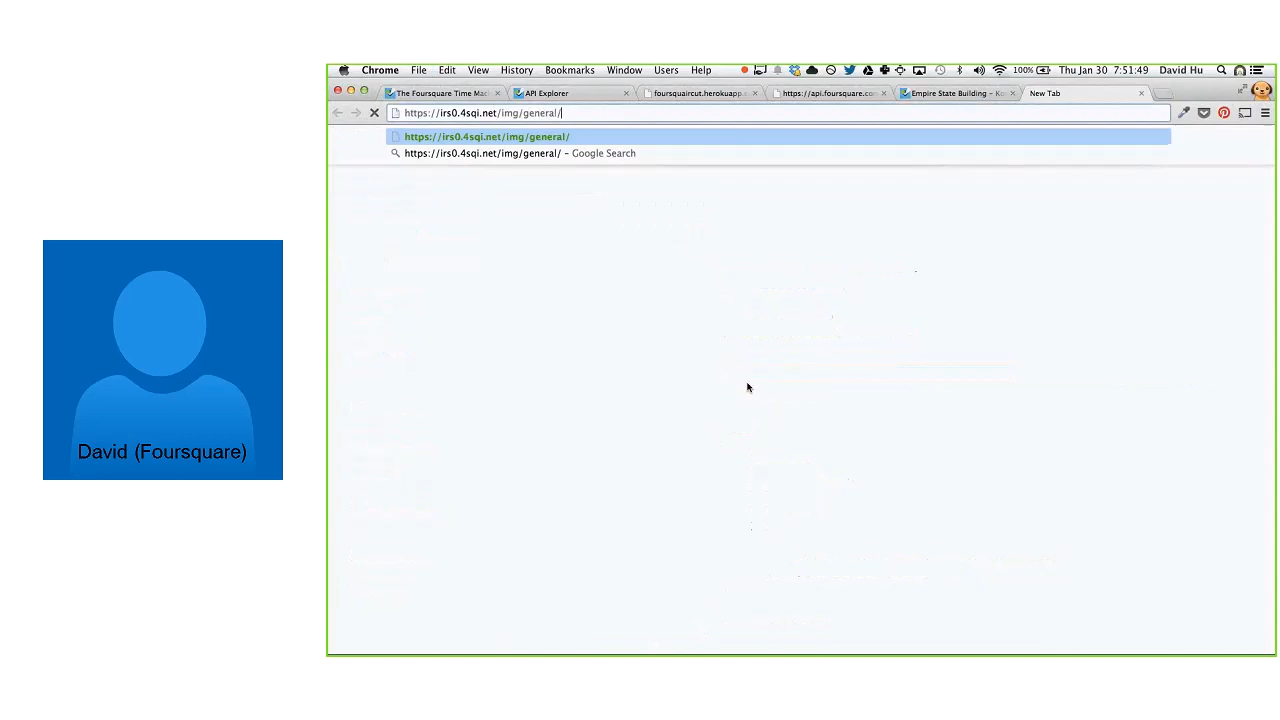 Chrome File Edit View History Bookmarks Window Users Help 100% Thu Jan 30 7:51:49 David Hu
The Foursquare Time Mac API Explorer foursquaircut.herokuapp. https://api.foursquare.co Empire State Building – Ko New Tab
https://irs0.4sqi.net/img/general/
https://irs0.4sqi.net/img/general/
https://irs0.4sqi.net/img/general/ – Google Search
David (Foursquare)